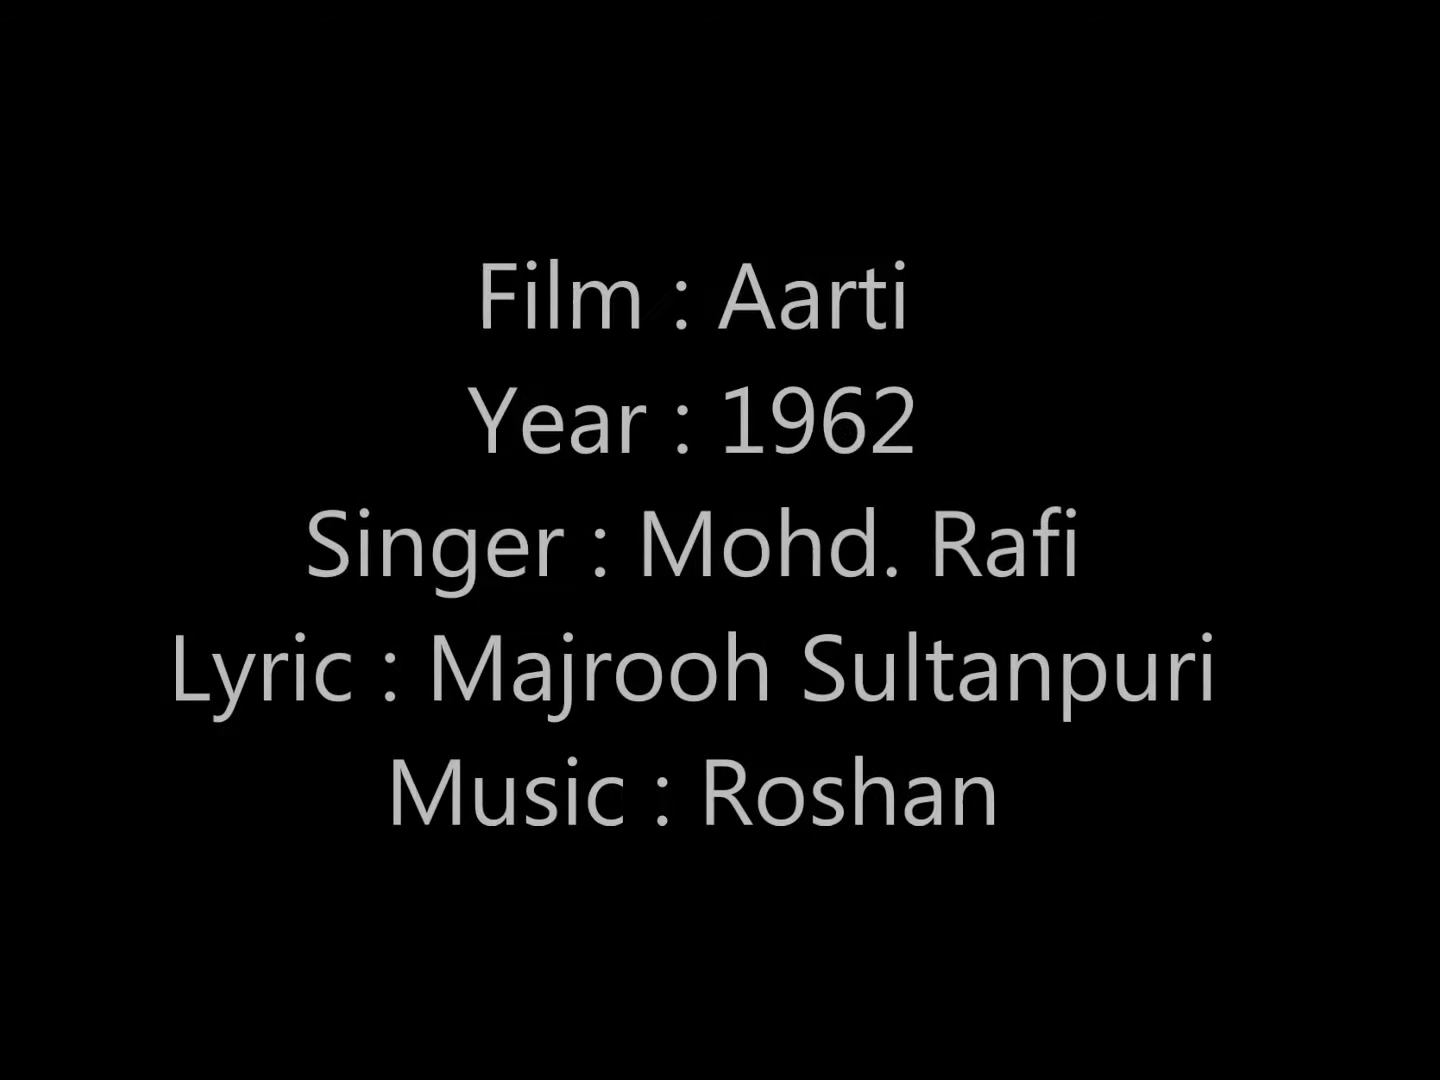 Film : Aarti
Year : 1962
Singer : Mohd. Rafi
Lyric : Majrooh Sultanpuri
Music : Roshan